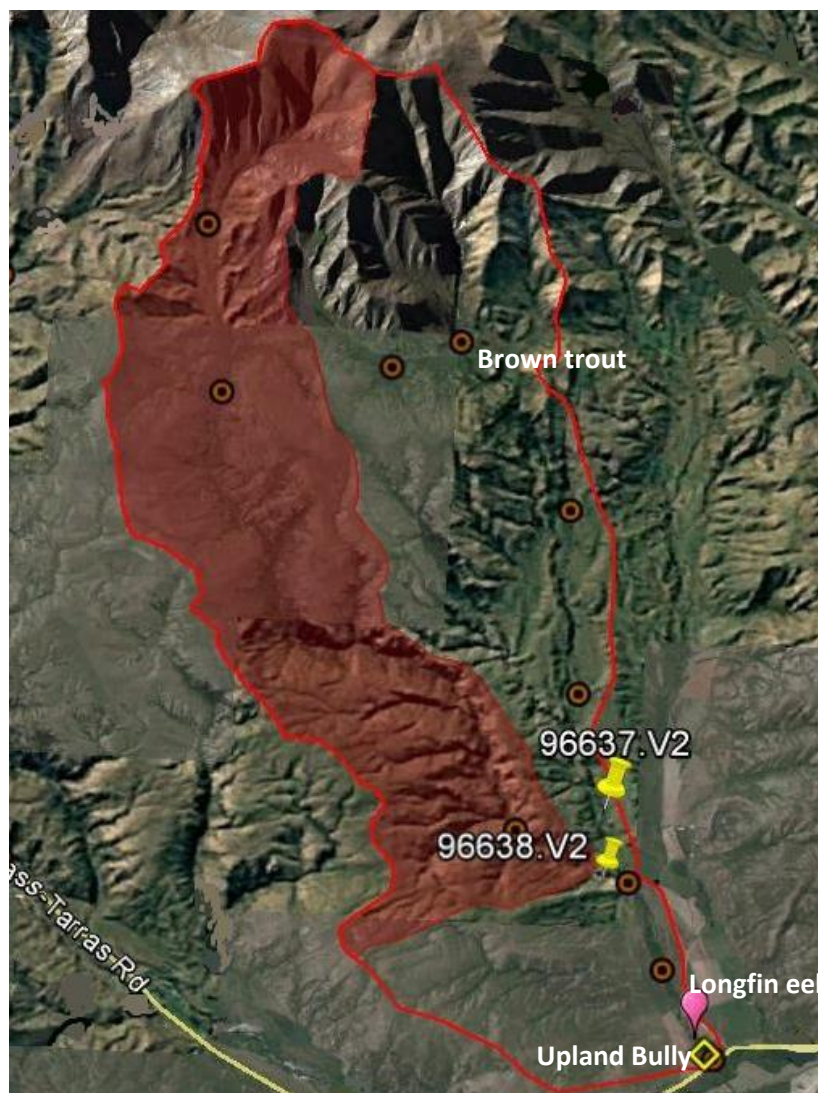 Brown trout
96637.V2
96638.V2
ass-Tarras-Rd
Longfin eel
Upland Bully